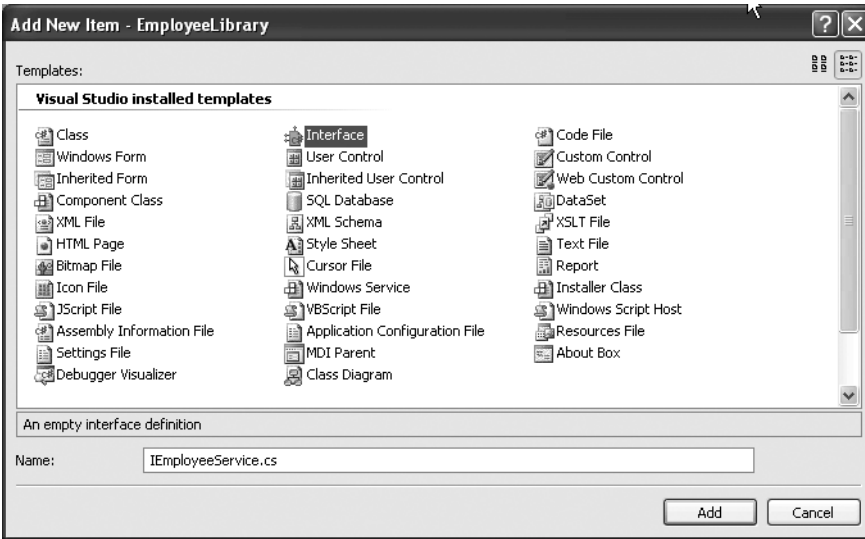 Add New Item - EmployeeLibrary
Templates:
Visual Studio installed templates
Class
Interface
Code File
Windows Form
User Control
Custom Control
Inherited Form
Inherited User Control
Web Custom Control
Component Class
SQL Database
DataSet
XML File
XML Schema
XSLT File
HTML Page
Style Sheet
Text File
Bitmap File
Cursor File
Report
Icon File
Windows Service
Installer Class
JScript File
VBScript File
Windows Script Host
Assembly Information File
Application Configuration File
Resources File
Settings File
MDI Parent
About Box
Debugger Visualizer
Class Diagram
An empty interface definition
Name:
IEmployeeService.cs
Add
Cancel